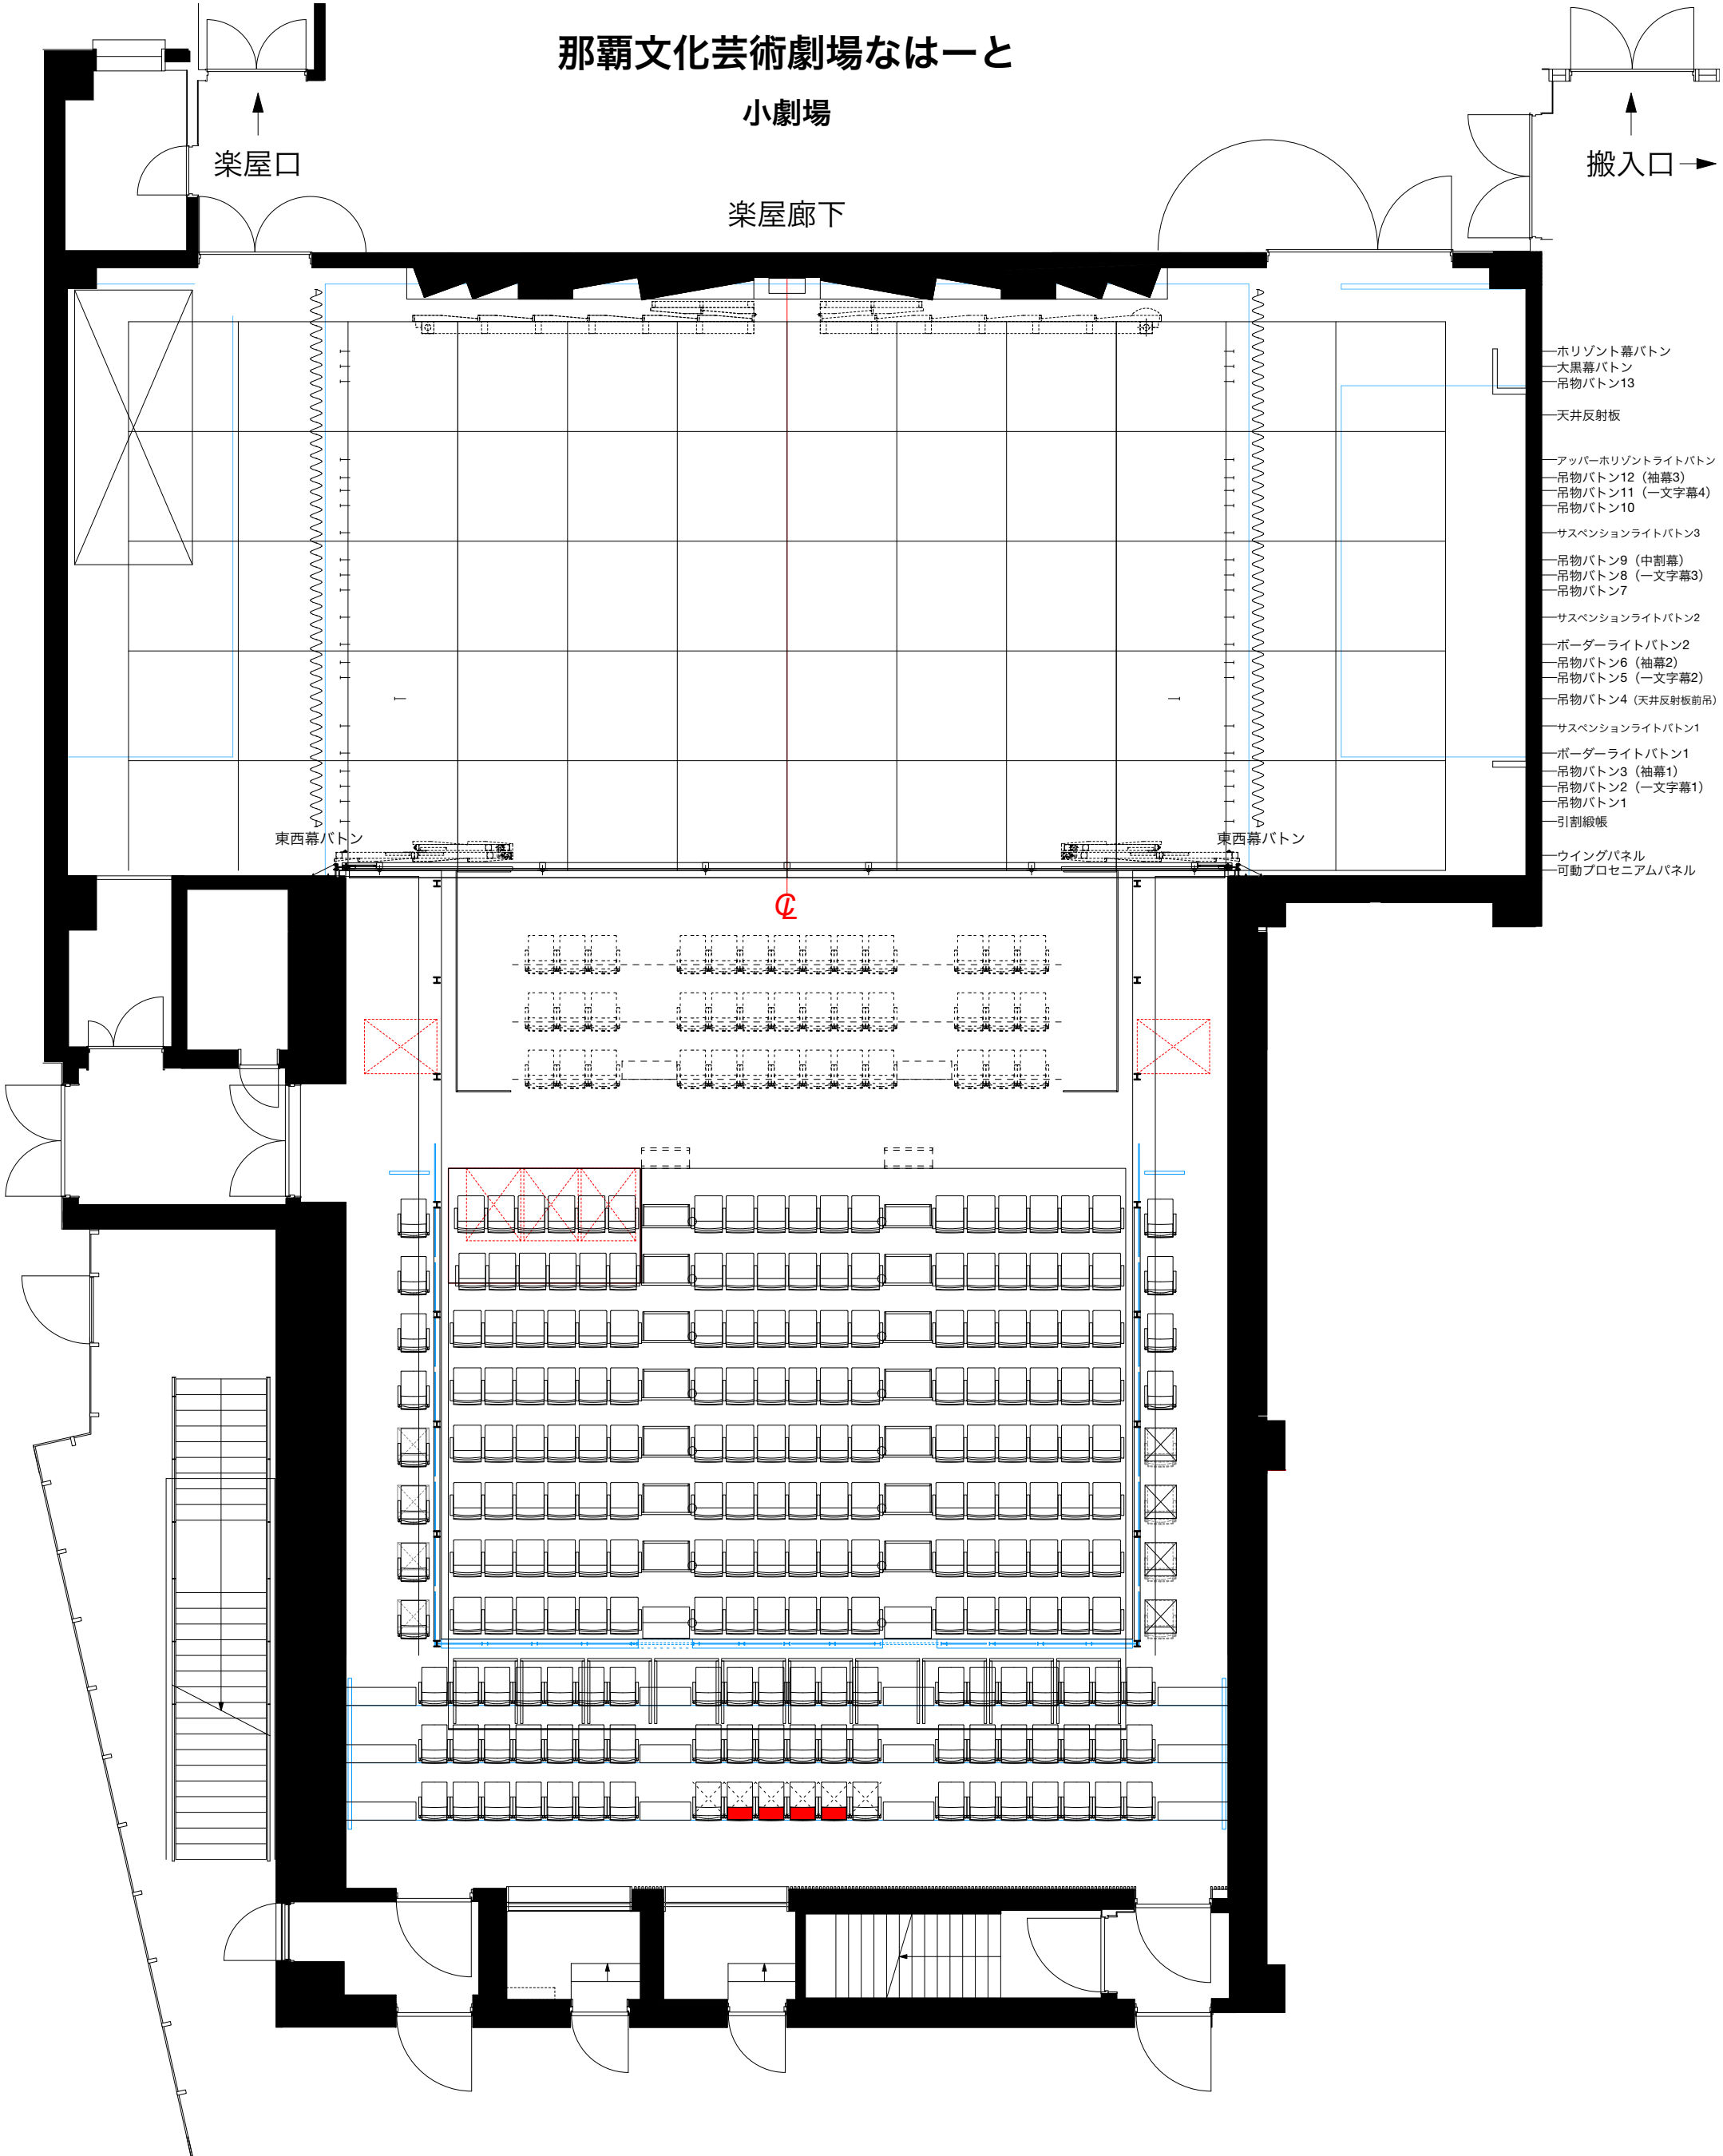 那覇文化芸術劇場なはーと
小劇場
楽屋口
搬入口
楽屋廊下
ホリゾント幕バトン
大黒幕バトン
吊物バトン13
天井反射板
アッパーホリゾントライトバトン
吊物バトン12（袖幕3）
吊物バトン11（一文字幕4）
吊物バトン10
サスペンションライトバトン3
吊物バトン9（中割幕）
吊物バトン8（一文字幕3）
吊物バトン7
サスペンションライトバトン2
ボーダーライトバトン2
吊物バトン6（袖幕2）
吊物バトン5（一文字幕2）
吊物バトン4（天井反射板前吊）
サスペンションライトバトン1
ボーダーライトバトン1
吊物バトン3（袖幕1）
吊物バトン2（一文字幕1）
吊物バトン1
引割緞帳
東西幕バトン
東西幕バトン
ウイングパネル
可動プロセニアムパネル
℄